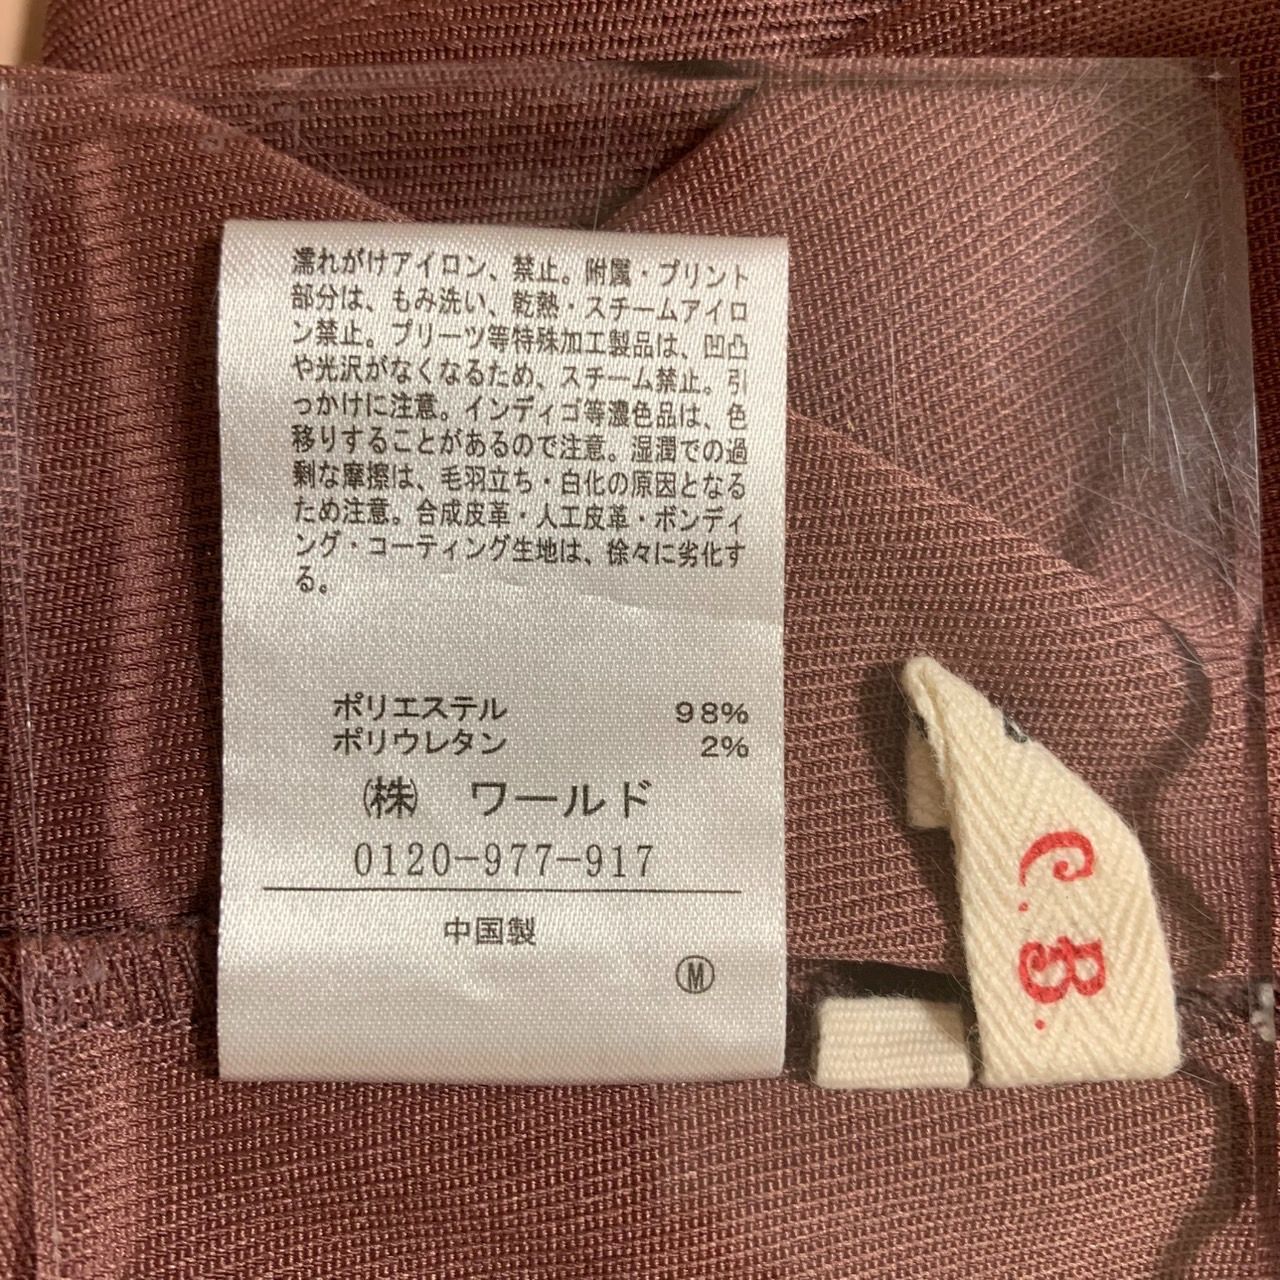 濡れがけアイロン、禁止。附属・プリント
部分は、もみ洗い、乾熱・スチームアイロ
ン禁止。プリーツ等特殊加工製品は、凹凸
や光沢がなくなるため、スチーム禁止。引
っかけに注意。インディゴ等濃色品は、色
移りすることがあるので注意。湿潤での過
剰な摩擦は、毛羽立ち・白化の原因となる
ため注意。合成皮革・人工皮革・ボンディ
ング・コーティング生地は、徐々に劣化す
る。
ポリエステル 98%
ポリウレタン 2%
㈱ ワールド
0120-977-917
中国製
Ⓜ
C.B.